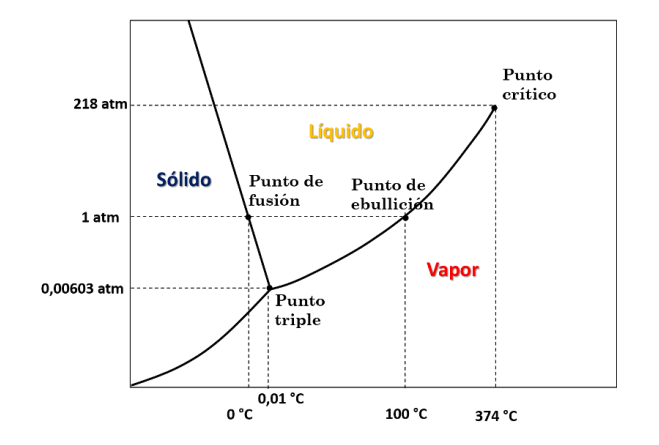 Punto
crítico
218 atm
Líquido
Sólido
Punto de
fusión
Punto de
ebullición
1 atm
Vapor
0,00603 atm
Punto
triple
0,01 °C
0 °C
100 °C
374 °C